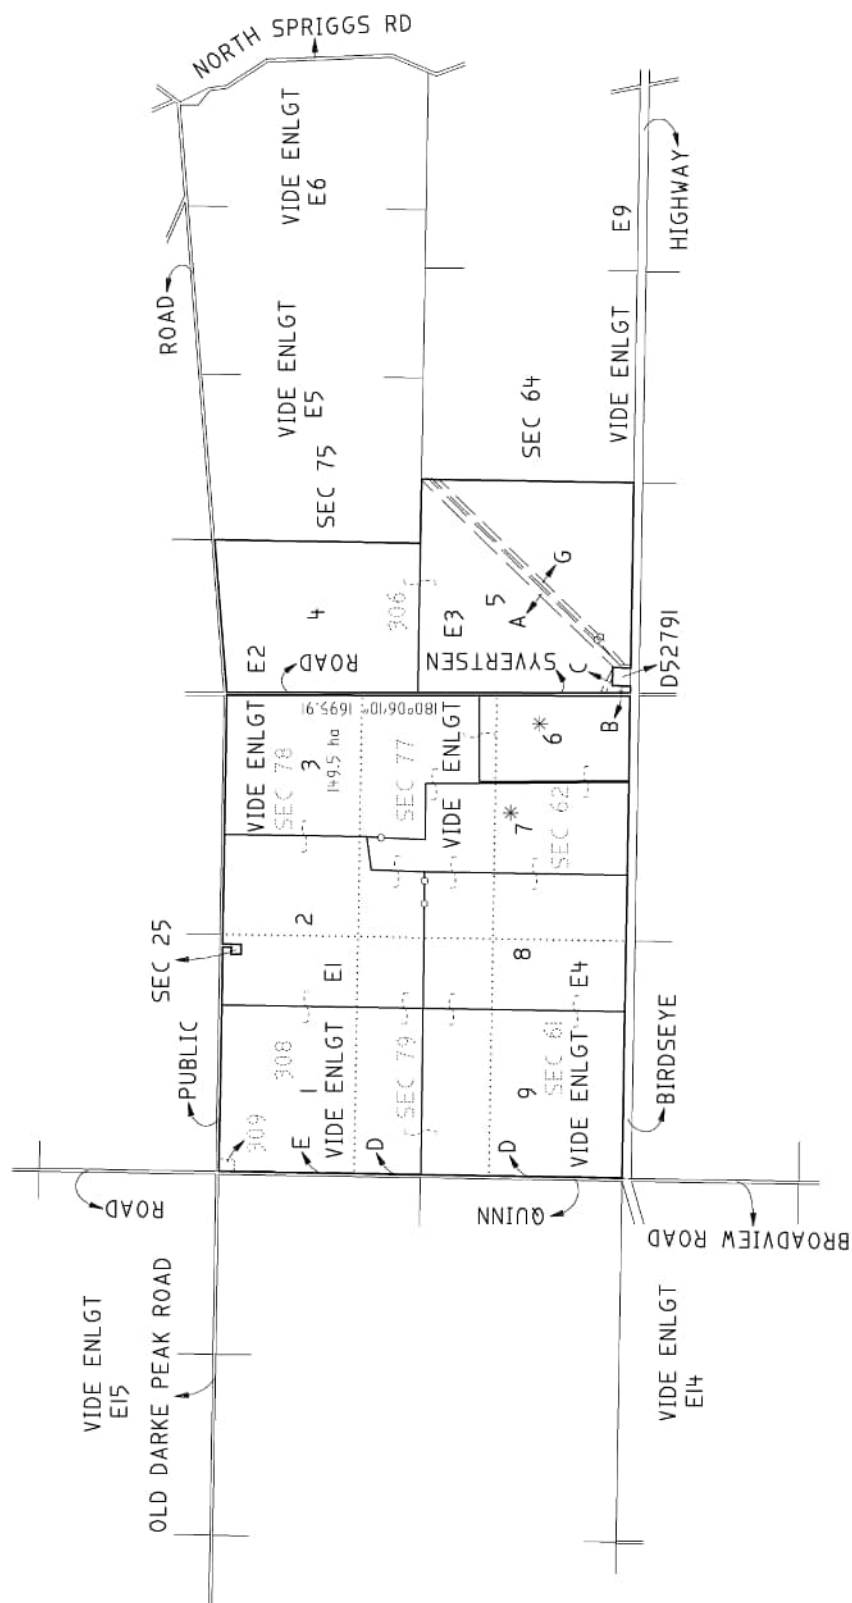 NORTH SPRIGGS RD
VIDE ENLGT
E6
ROAD
VIDE ENLGT
E5
SEC 75
SEC 64
VIDE ENLGT E9
HIGHWAY
E2
4
306
ROAD
E3
5
A
G
SYVERTSEN
C
D52791
B
VIDE ENLGT
SEC 78
3
149.5 ha
180°06'10" 1695.91
SEC 77
VIDE ENLGT
6
7
SEC 62
SEC 25
2
E1
8
E4
PUBLIC
309
308
1
VIDE ENLGT
E
D
SEC 79
9
D
SEC 61
VIDE ENLGT
BIRDSEYE
ROAD
QUINN
BROADVIEW ROAD
VIDE ENLGT
E15
OLD DARKE PEAK ROAD
VIDE ENLGT
E14